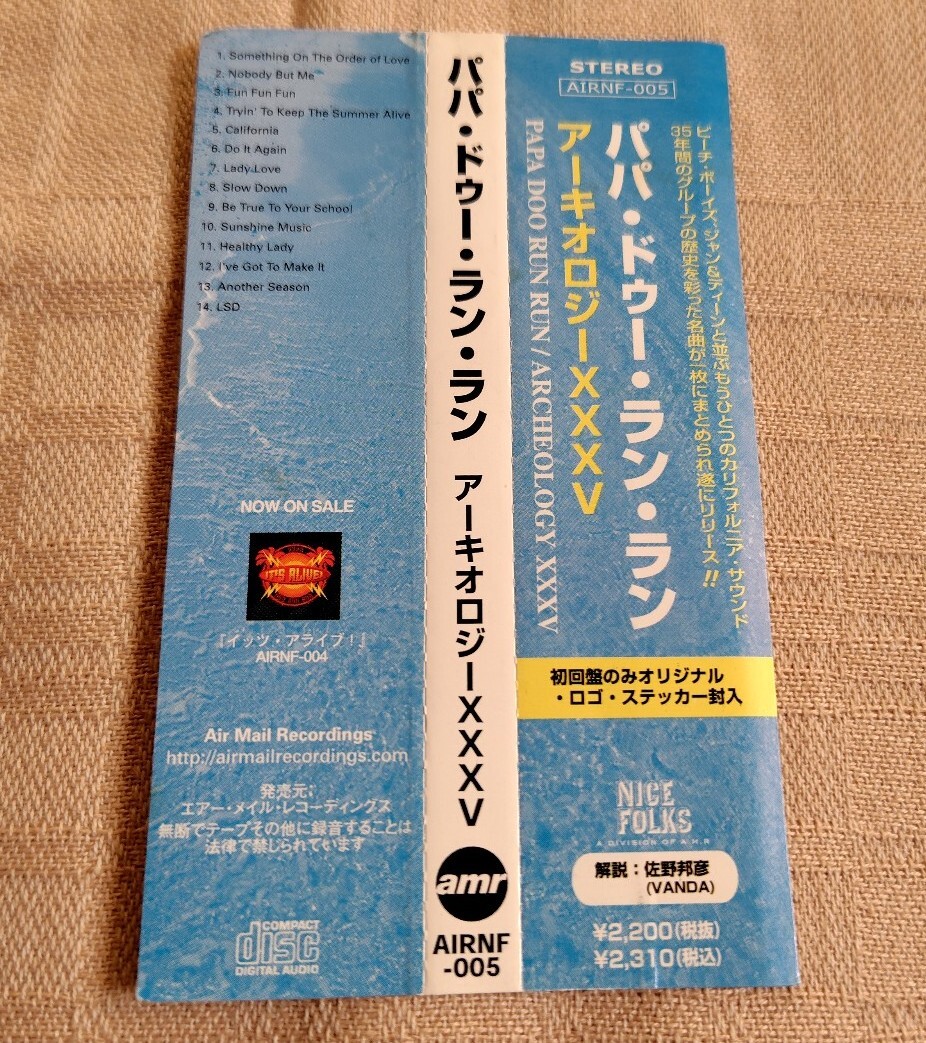 1. Something On The Order of Love
2. Nobody But Me
3. Fun Fun Fun
4. Tryin' To Keep The Summer Alive
5. California
6. Do It Again
7. Lady Love
8. Slow Down
9. Be True To Your School
10. Sunshine Music
11. Healthy Lady
12. I've Got To Make It
13. Another Season
14. LSD
NOW ON SALE
IT'S ALIVE!
『イッツ・アライブ！』
AIRNF-004
Air Mail Recordings
http://airmailrecordings.com
発売元；
エアー・メイル・レコーディングス
無断でテープその他に録音することは
法律で禁じられています
COMPACT
disc
DIGITAL AUDIO
パパ・ドゥー・ラン・ラン アーキオロジーXXXV
amr
AIRNF
-005
STEREO
AIRNF-005
ビーチ・ボーイズ、ジャン&ディーンと並ぶもうひとつのカリフォルニア・サウンド
35年間のグループの歴史を彩った名曲が一枚にまとめられ遂にリリース!!
パパ・ドゥー・ラン・ラン
アーキオロジーXXXV
PAPA DOO RUN RUN / ARCHEOLOGY XXXV
初回盤のみオリジナル
・ロゴ・ステッカー封入
NICE
FOLKS
A DIVISION OF A.M.R
解説：佐野邦彦
(VANDA)
¥2,200(税抜)
¥2,310(税込)